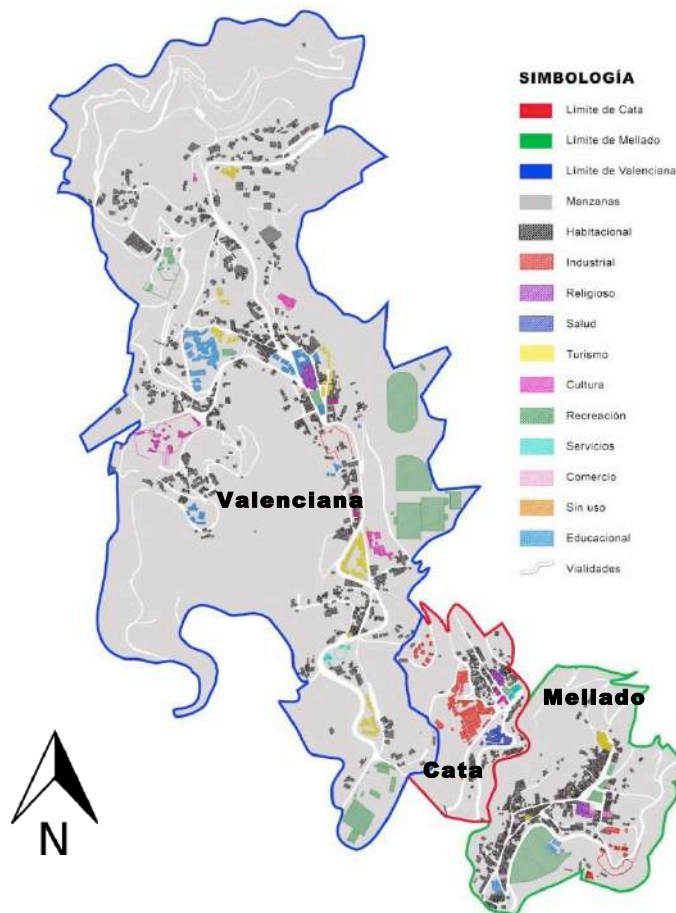 SIMBOLOGÍA
Límite de Cata
Límite de Mellado
Límite de Valenciana
Manzanas
Habitacional
Industrial
Religioso
Salud
Turismo
Cultura
Recreación
Servicios
Comercio
Sin uso
Educacional
Vialidades
Valenciana
Mellado
Cata
N